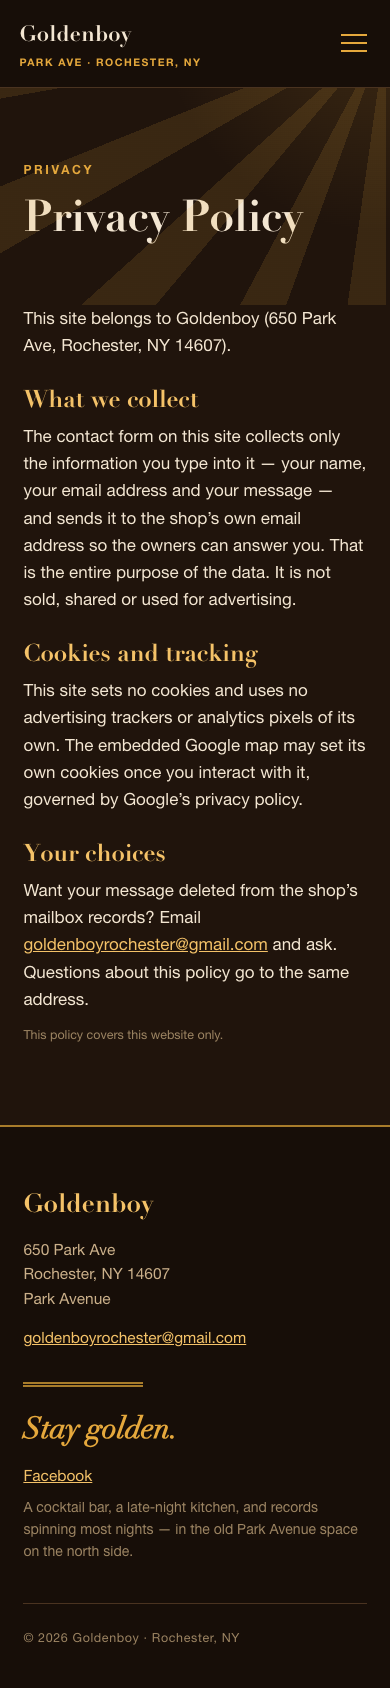 Goldenboy
PARK AVE · ROCHESTER, NY
PRIVACY
Privacy Policy
This site belongs to Goldenboy (650 Park
Ave, Rochester, NY 14607).
What we collect
The contact form on this site collects only
the information you type into it — your name,
your email address and your message —
and sends it to the shop’s own email
address so the owners can answer you. That
is the entire purpose of the data. It is not
sold, shared or used for advertising.
Cookies and tracking
This site sets no cookies and uses no
advertising trackers or analytics pixels of its
own. The embedded Google map may set its
own cookies once you interact with it,
governed by Google’s privacy policy.
Your choices
Want your message deleted from the shop’s
mailbox records? Email
goldenboyrochester@gmail.com and ask.
Questions about this policy go to the same
address.
This policy covers this website only.
Goldenboy
650 Park Ave
Rochester, NY 14607
Park Avenue
goldenboyrochester@gmail.com
Stay golden.
Facebook
A cocktail bar, a late-night kitchen, and records
spinning most nights — in the old Park Avenue space
on the north side.
© 2026 Goldenboy · Rochester, NY